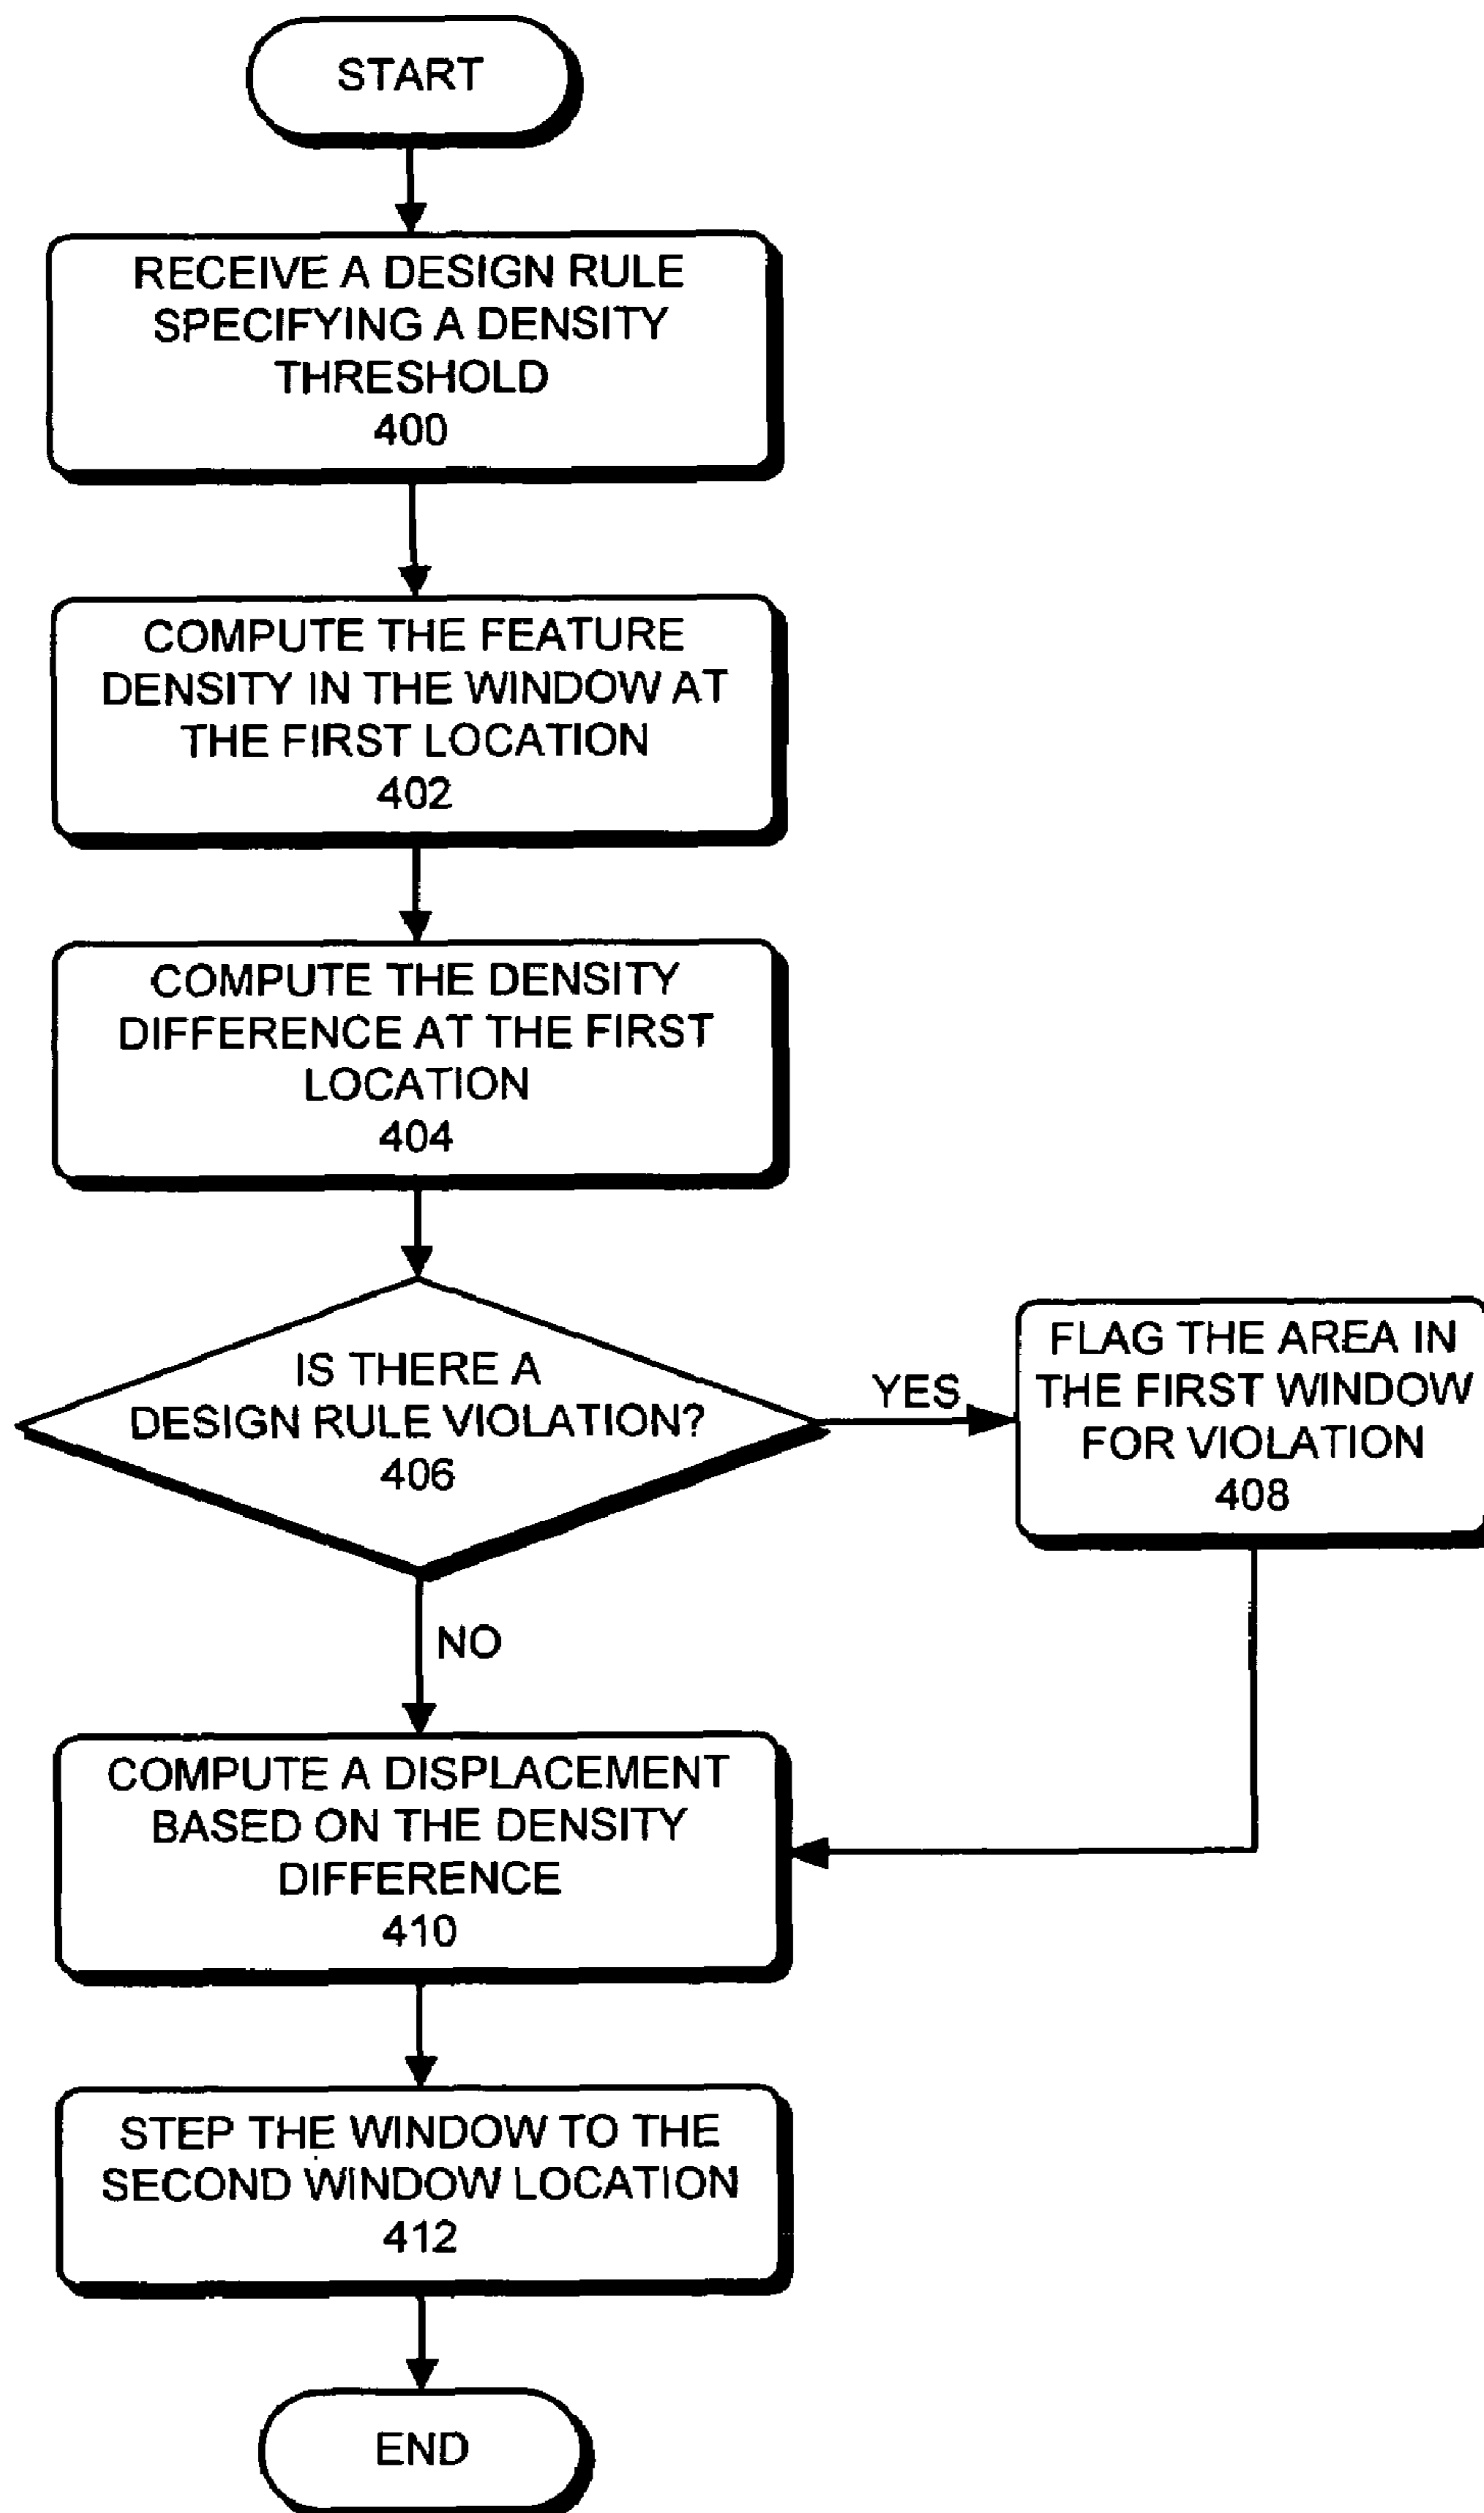 START
RECEIVE A DESIGN RULE
SPECIFYING A DENSITY
THRESHOLD
400
COMPUTE THE FEATURE
DENSITY IN THE WINDOW AT
THE FIRST LOCATION
402
COMPUTE THE DENSITY
DIFFERENCE AT THE FIRST
LOCATION
404
IS THERE A
DESIGN RULE VIOLATION?
406
YES
FLAG THE AREA IN
THE FIRST WINDOW
FOR VIOLATION
408
NO
COMPUTE A DISPLACEMENT
BASED ON THE DENSITY
DIFFERENCE
410
STEP THE WINDOW TO THE
SECOND WINDOW LOCATION
412
END